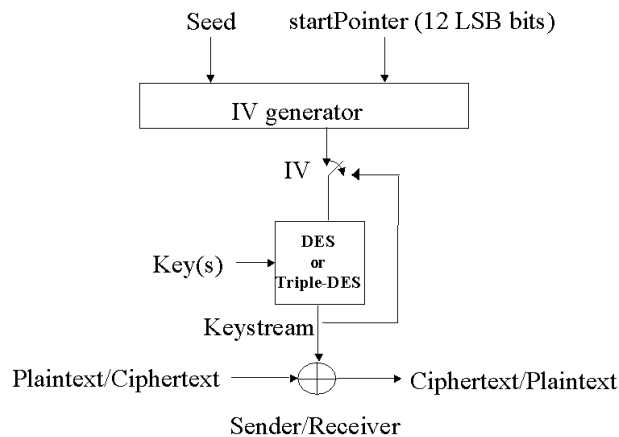 Seed
startPointer (12 LSB bits)
IV generator
IV
DES
or
Triple-DES
Key(s)
Keystream
Plaintext/Ciphertext
Ciphertext/Plaintext
Sender/Receiver